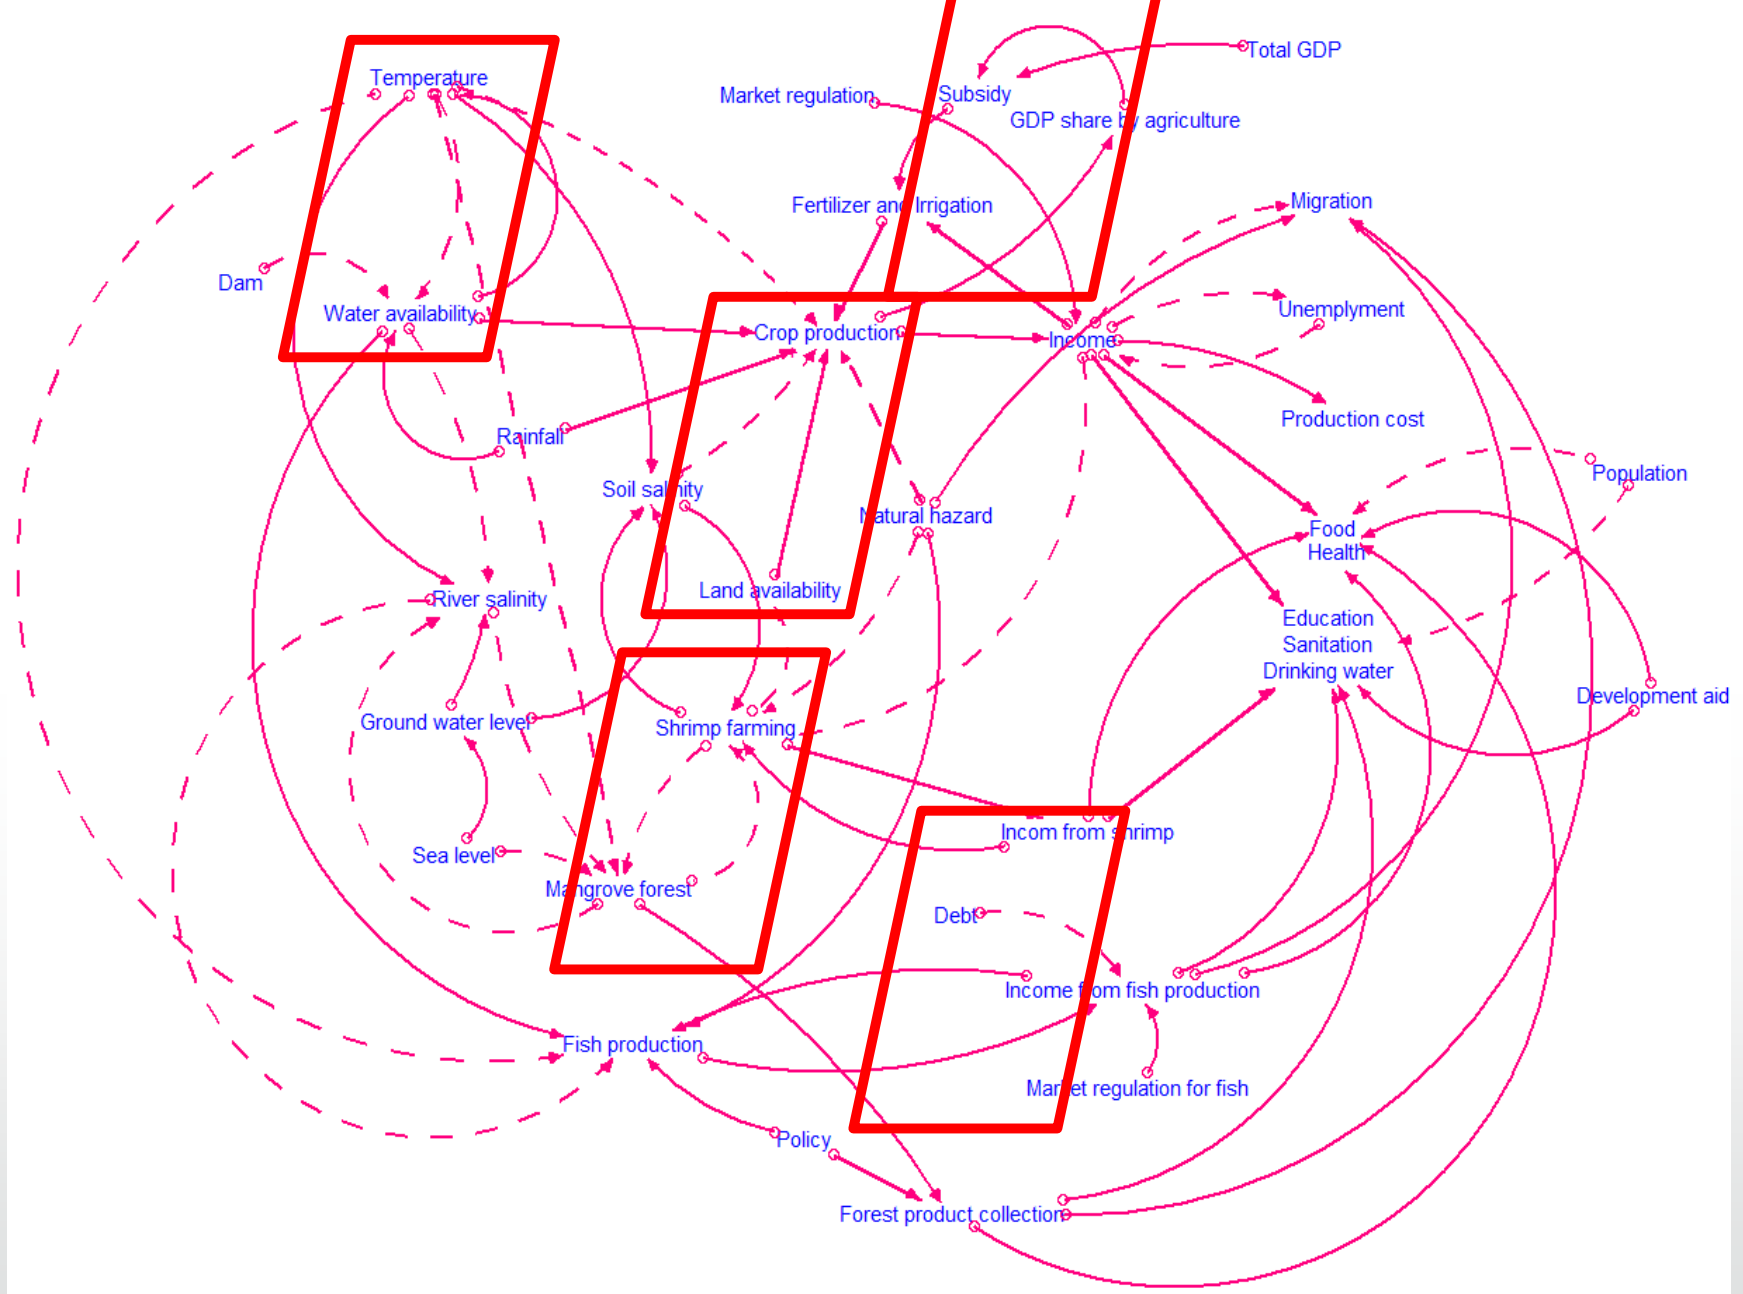 Total GDP
Temperature
Market regulation
Subsidy
GDP share by agriculture
Fertilizer and Irrigation
Migration
Dam
Water availability
Unemplyment
Crop production
Income
Production cost
Rainfall
Population
Soil salinity
Natural hazard
Food
Health
Land availability
River salinity
Education
Sanitation
Drinking water
Development aid
Ground water level
Shrimp farming
Incom from shrimp
Sea level
Mangrove forest
Debt
Income from fish production
Fish production
Market regulation for fish
Policy
Forest product collection